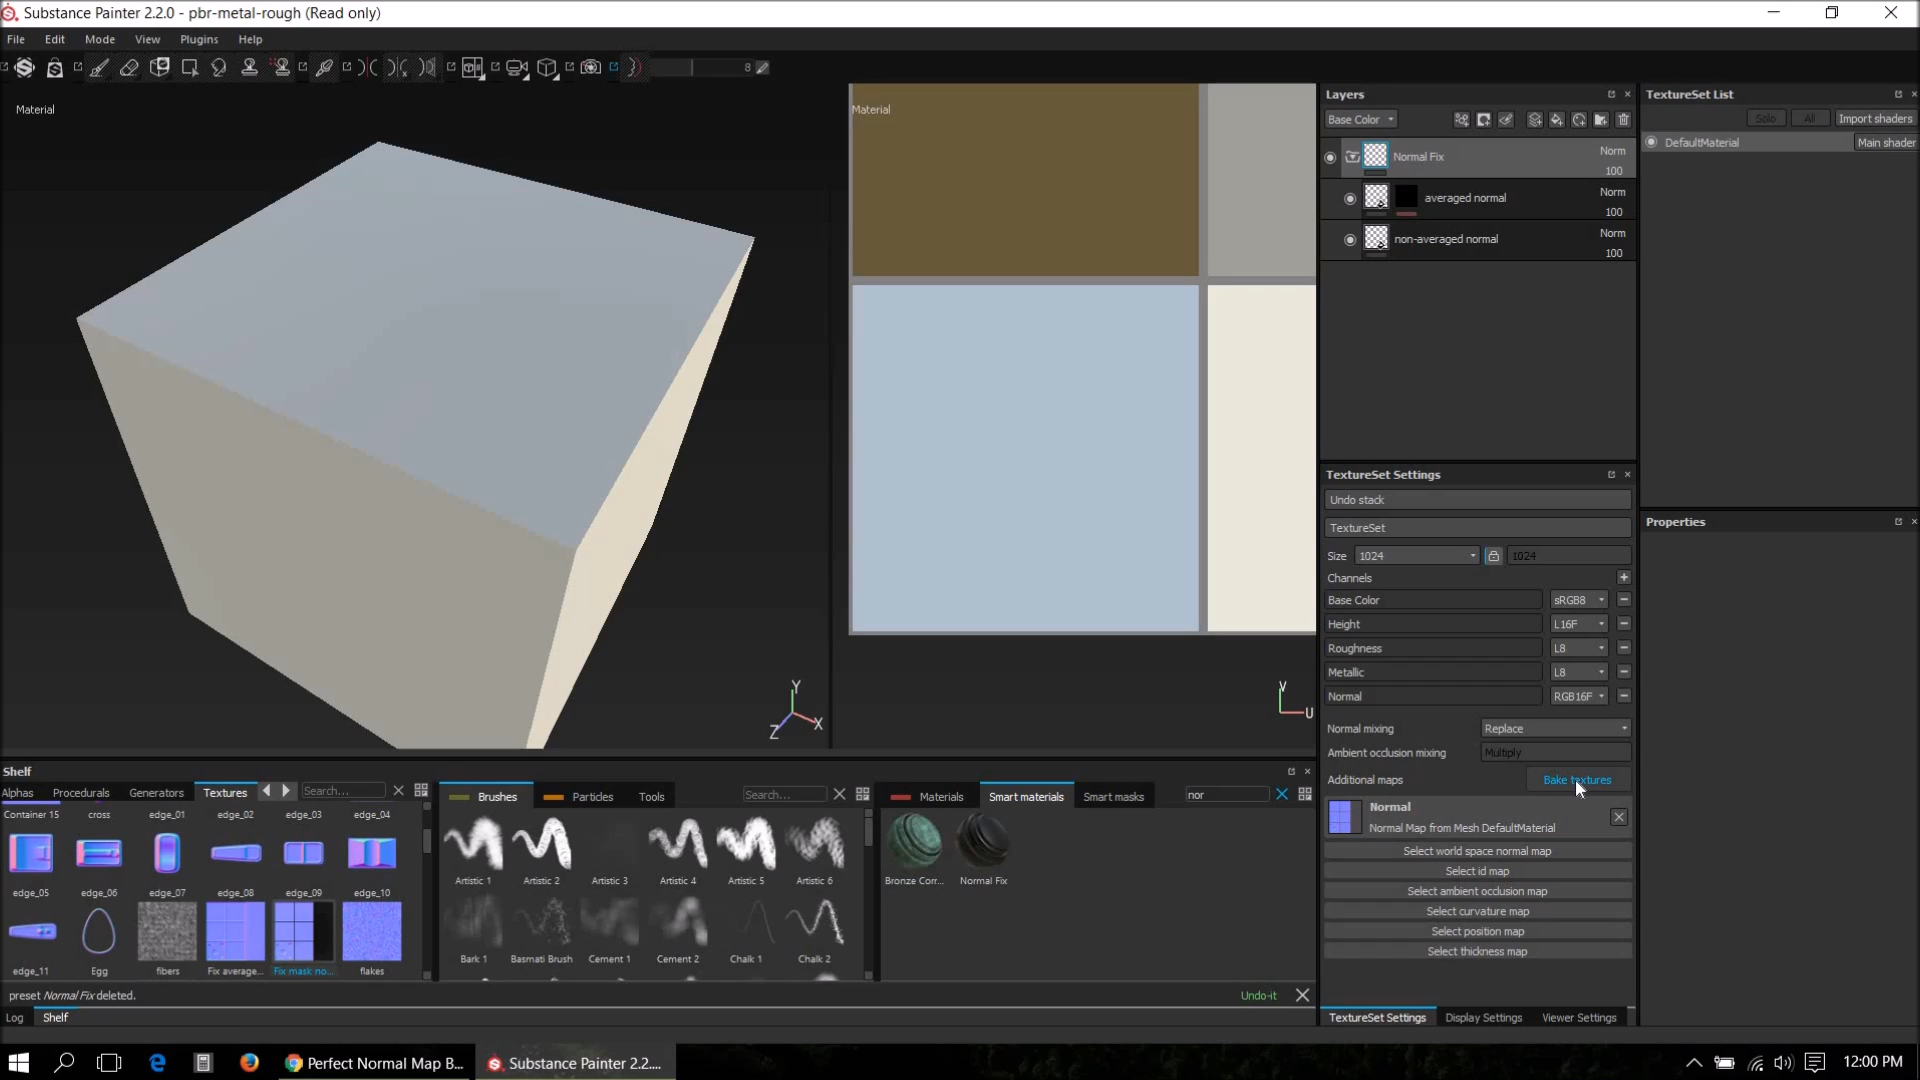 Substance Painter 2.2.0 - pbr-metal-rough (Read only)
File Edit Mode View Plugins Help
8
Material
Material
Y
X
Z
V
U
Layers
Base Color
Normal Fix
Norm
100
averaged normal
Norm
100
non-averaged normal
Norm
100
TextureSet List
Solo All Import shaders
DefaultMaterial Main shader
TextureSet Settings
Undo stack
TextureSet
Size 1024 1024
Channels
Base Color sRGB8
Height L16F
Roughness L8
Metallic L8
Normal RGB16F
Normal mixing Replace
Ambient occlusion mixing Multiply
Additional maps Bake textures
Normal
Normal Map from Mesh DefaultMaterial
Select world space normal map
Select id map
Select ambient occlusion map
Select curvature map
Select position map
Select thickness map
TextureSet Settings Display Settings Viewer Settings
Properties
Shelf
Alphas Procedurals Generators Textures Search...
Container 15 cross edge_01 edge_02 edge_03 edge_04
edge_05 edge_06 edge_07 edge_08 edge_09 edge_10
edge_11 Egg fibers Fix average... Fix mask no... flakes
Brushes Particles Tools Search...
Artistic 1 Artistic 2 Artistic 3 Artistic 4 Artistic 5 Artistic 6
Bark 1 Basmati Brush Cement 1 Cement 2 Chalk 1 Chalk 2
Materials Smart materials Smart masks nor
Bronze Corr... Normal Fix
preset Normal Fix deleted. Undo-it
Log Shelf
Perfect Normal Map B... Substance Painter 2.2.... 12:00 PM